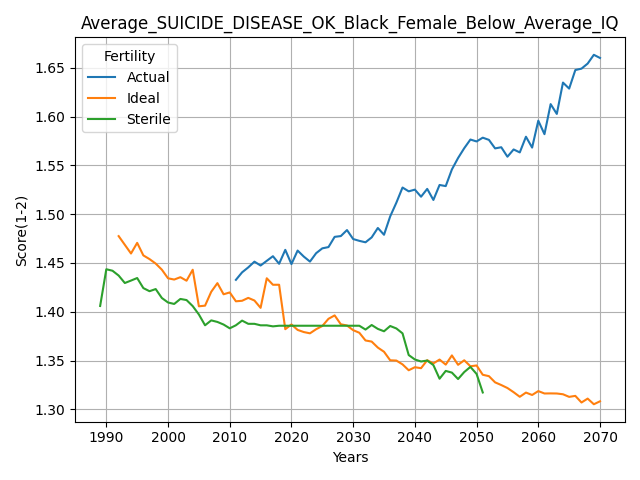 Average_SUICIDE_DISEASE_OK_Black_Female_Below_Average_IQ
Fertility
Actual
Ideal
Sterile
Score(1-2)
1.65
1.60
1.55
1.50
1.45
1.40
1.35
1.30
1990 2000 2010 2020 2030 2040 2050 2060 2070
Years